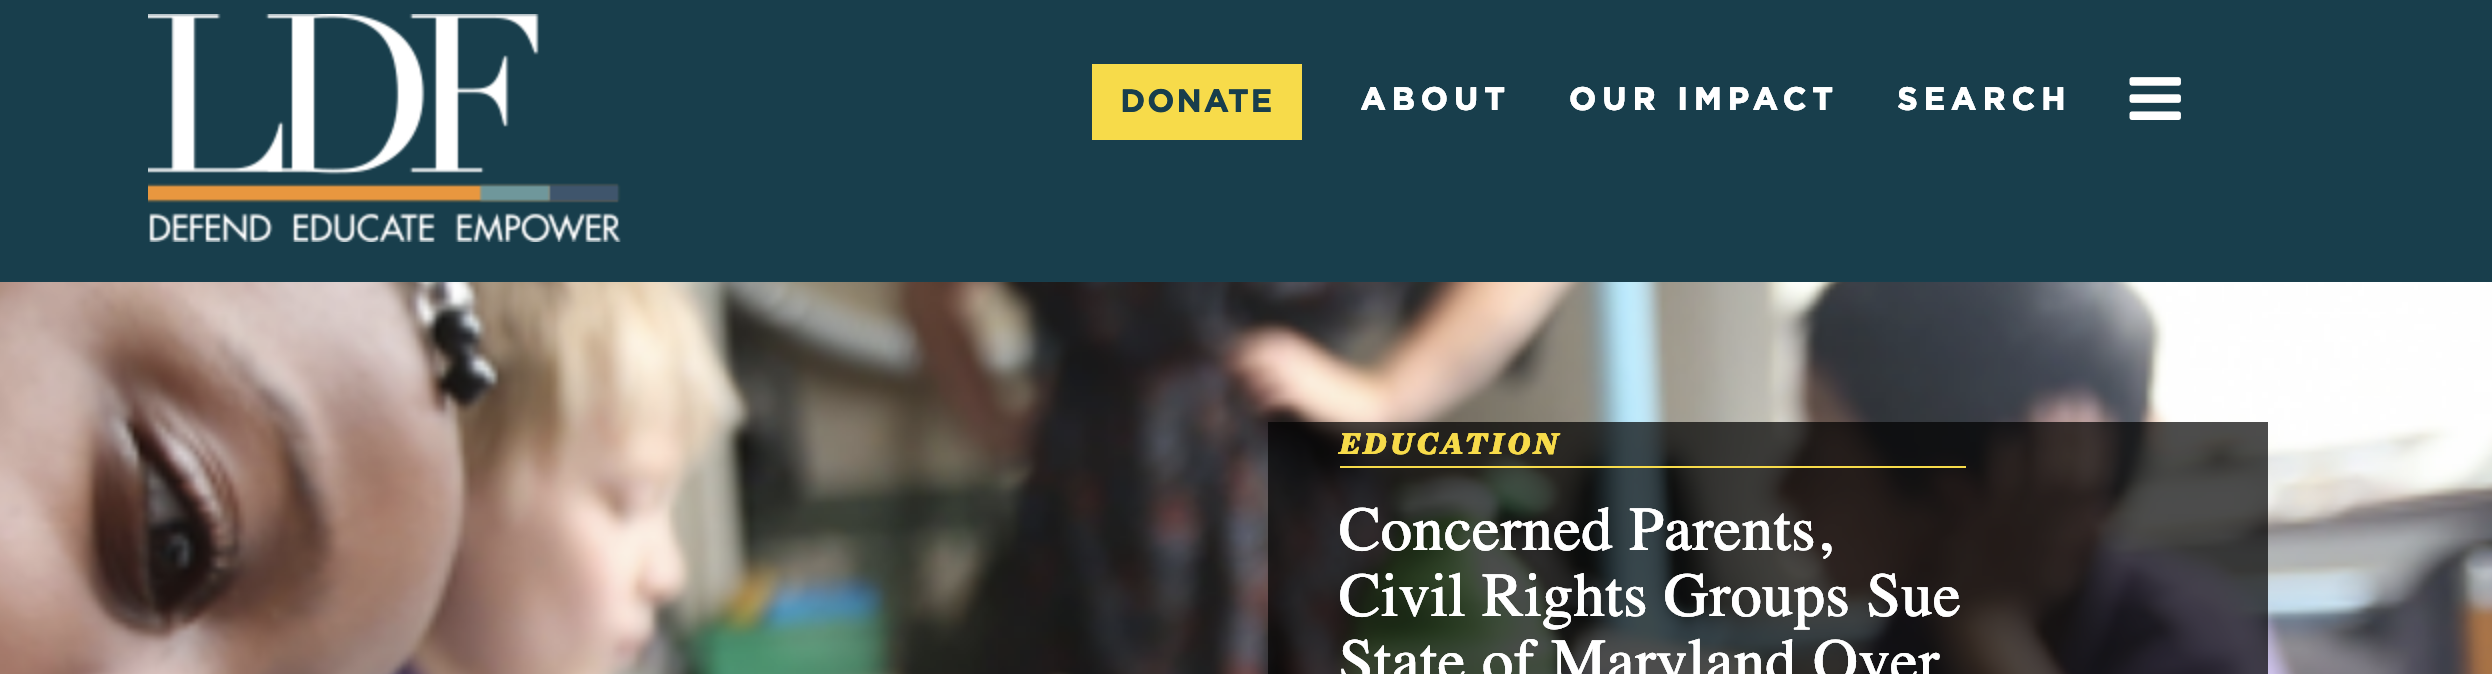 LDF
DEFEND EDUCATE EMPOWER
DONATE ABOUT OUR IMPACT SEARCH
EDUCATION
Concerned Parents,
Civil Rights Groups Sue
State of Maryland Over